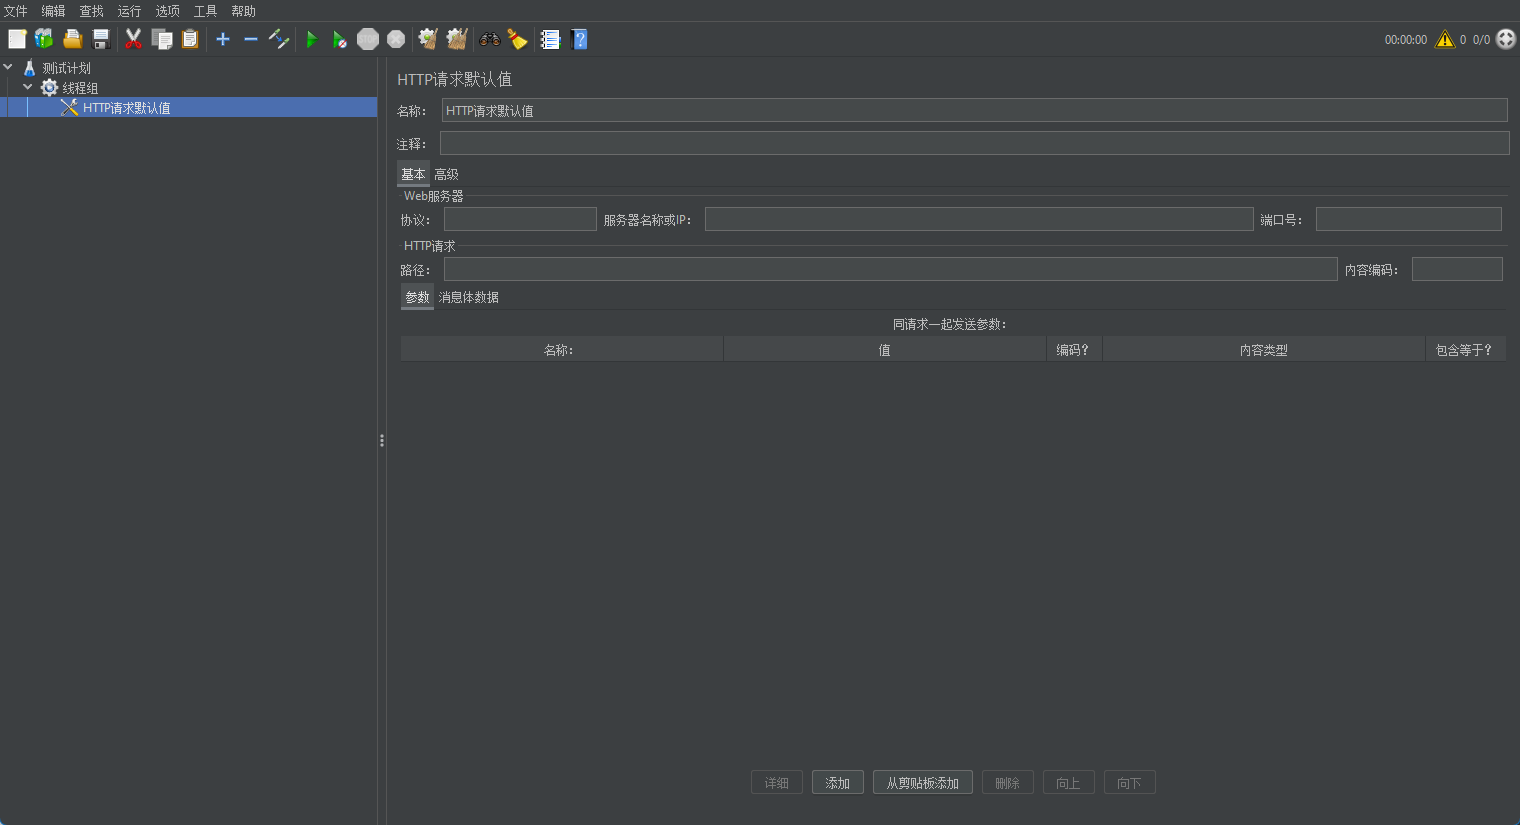 文件 编辑 查找 运行 选项 工具 帮助
00:00:00 0 0/0
测试计划
线程组
HTTP请求默认值
HTTP请求默认值
名称： HTTP请求默认值
注释：
基本 高级
Web服务器
协议： 服务器名称或IP： 端口号：
HTTP请求
路径： 内容编码：
参数 消息体数据
同请求一起发送参数：
名称： 值 编码？ 内容类型 包含等于？
详细 添加 从剪贴板添加 删除 向上 向下